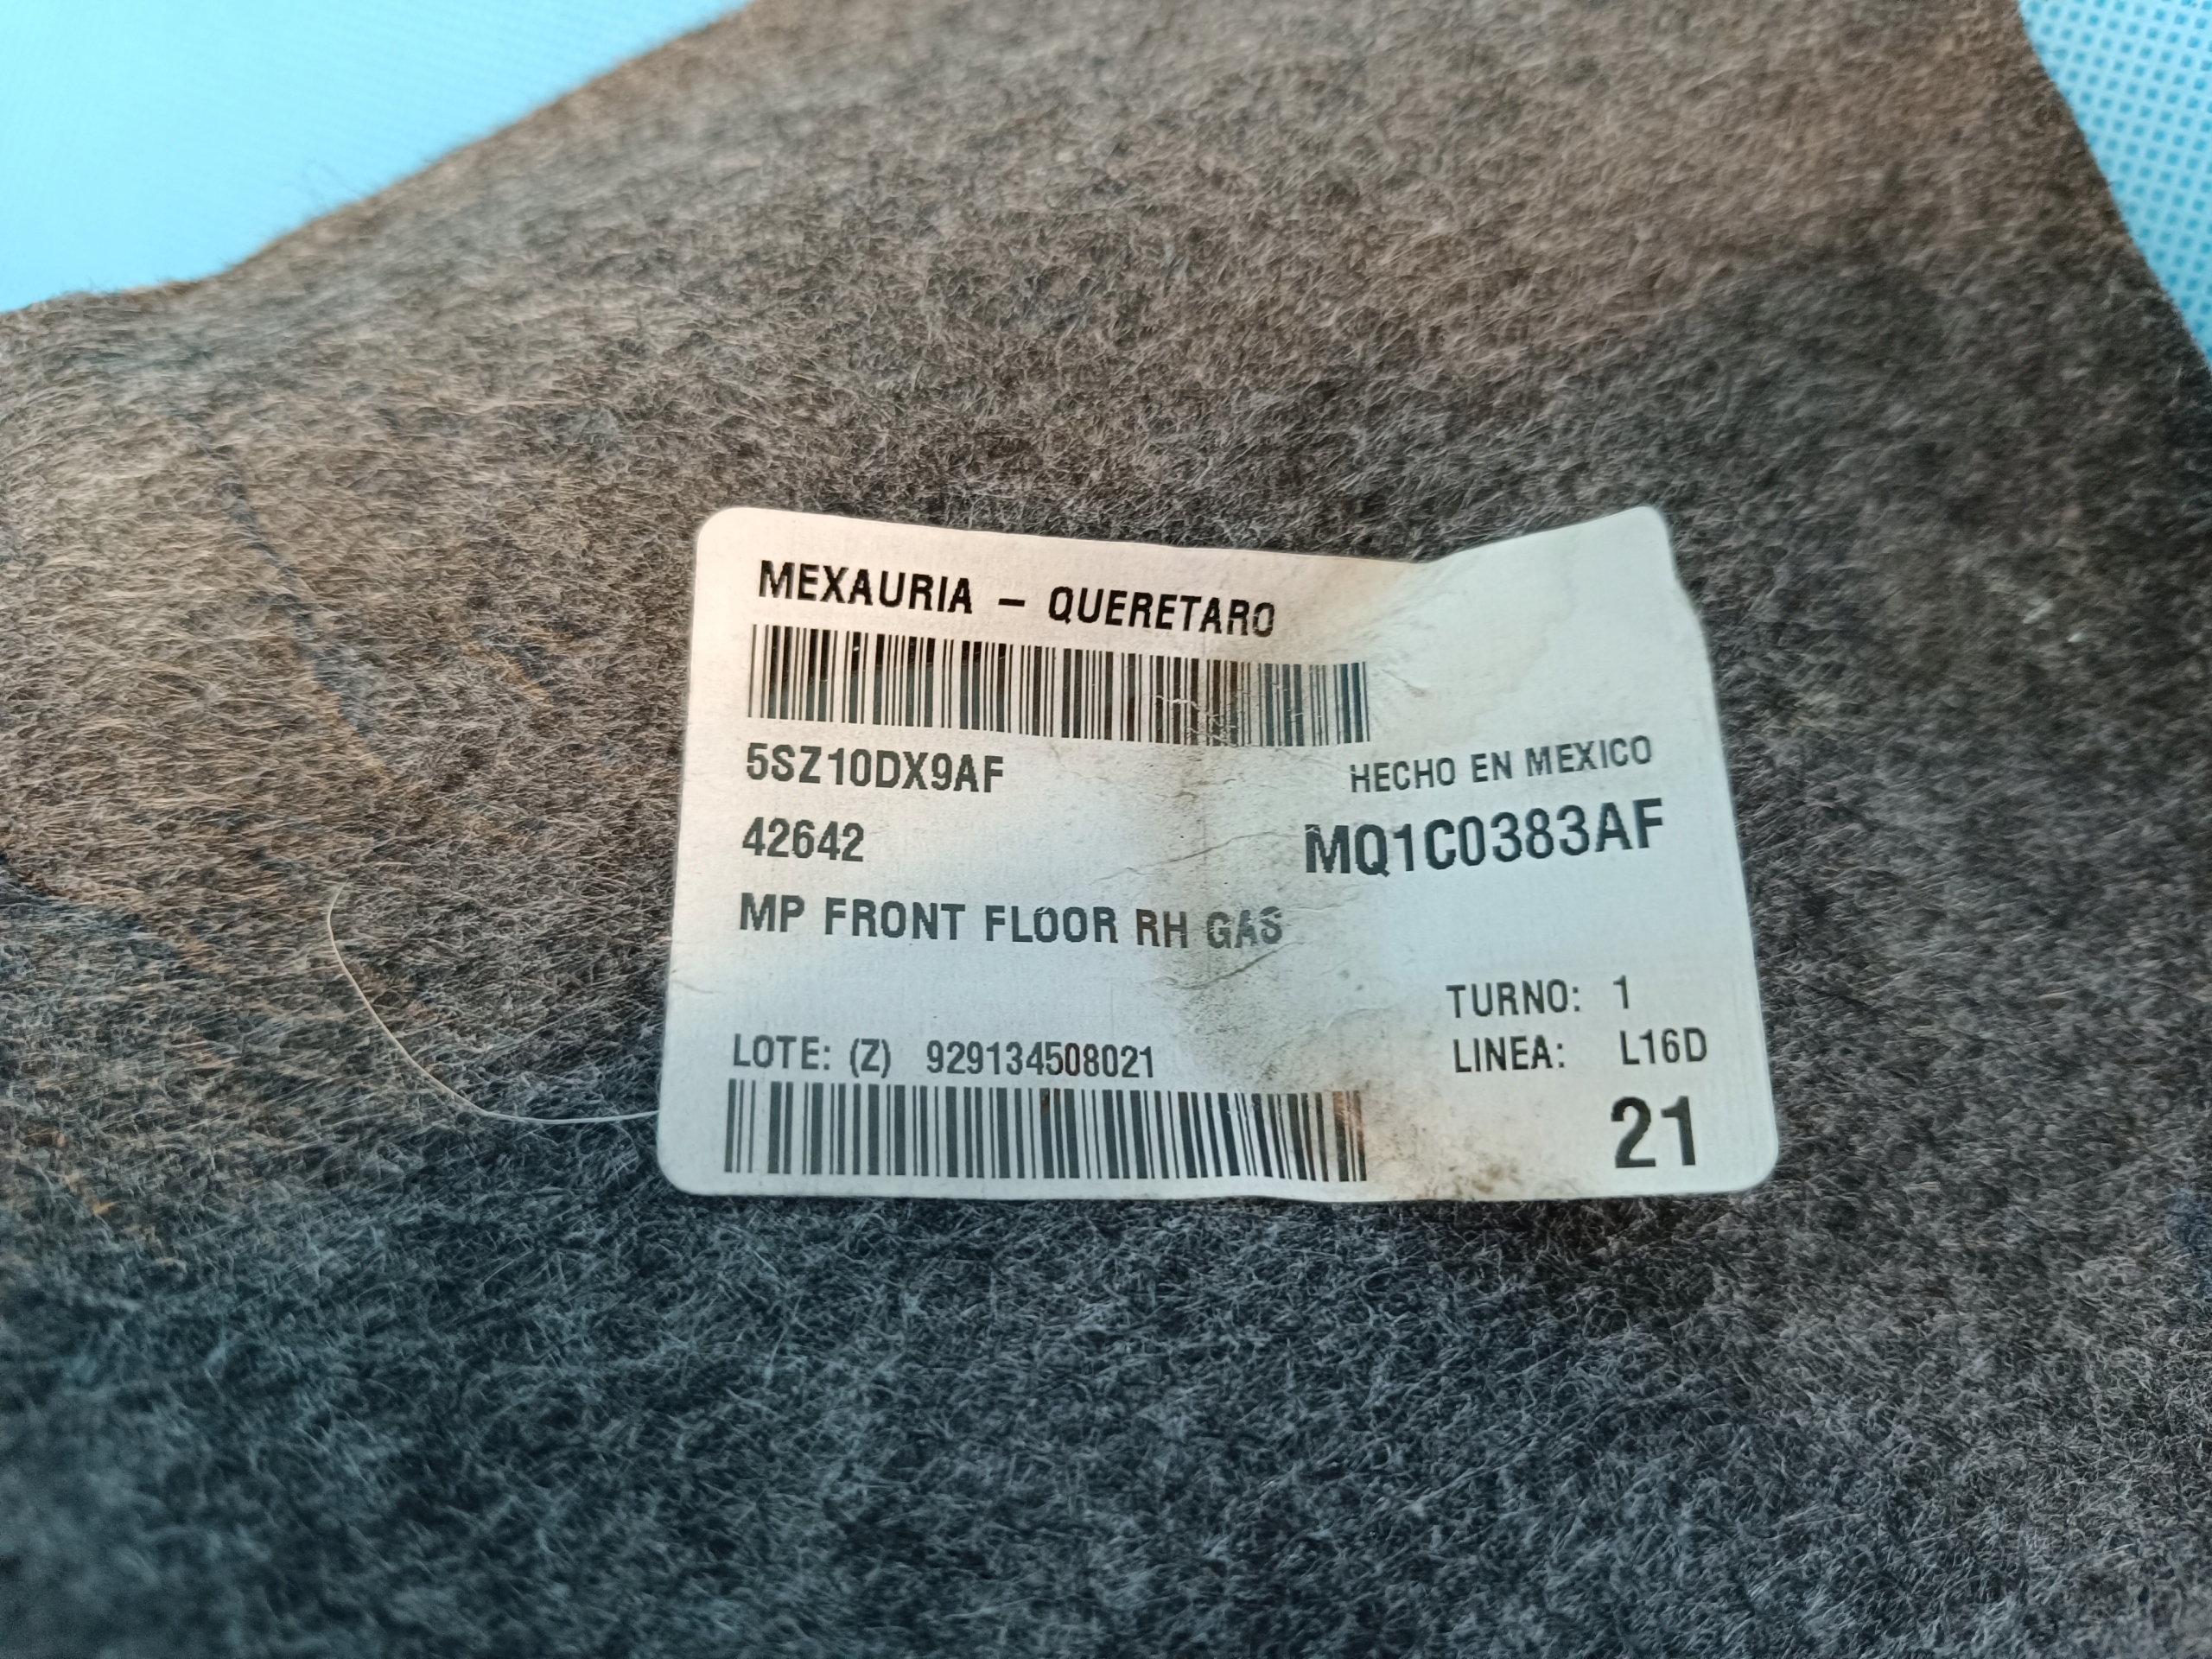 MEXAURIA – QUERETARO
5SZ10DX9AF
HECHO EN MEXICO
42642
MQ1C0383AF
MP FRONT FLOOR RH GAS
TURNO: 1
LOTE: (Z) 929134508021
LINEA: L16D
21